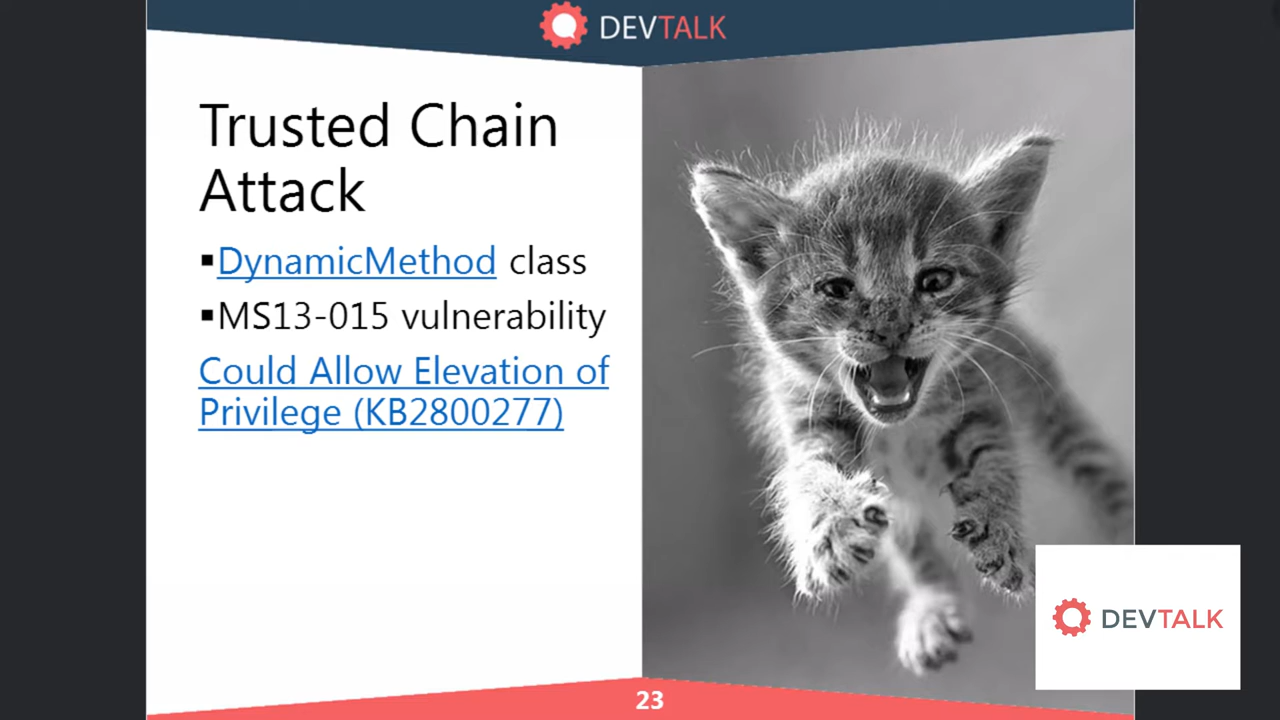 DEVTALK
Trusted Chain
Attack
▪DynamicMethod class
▪MS13-015 vulnerability
Could Allow Elevation of
Privilege (KB2800277)
DEVTALK
23